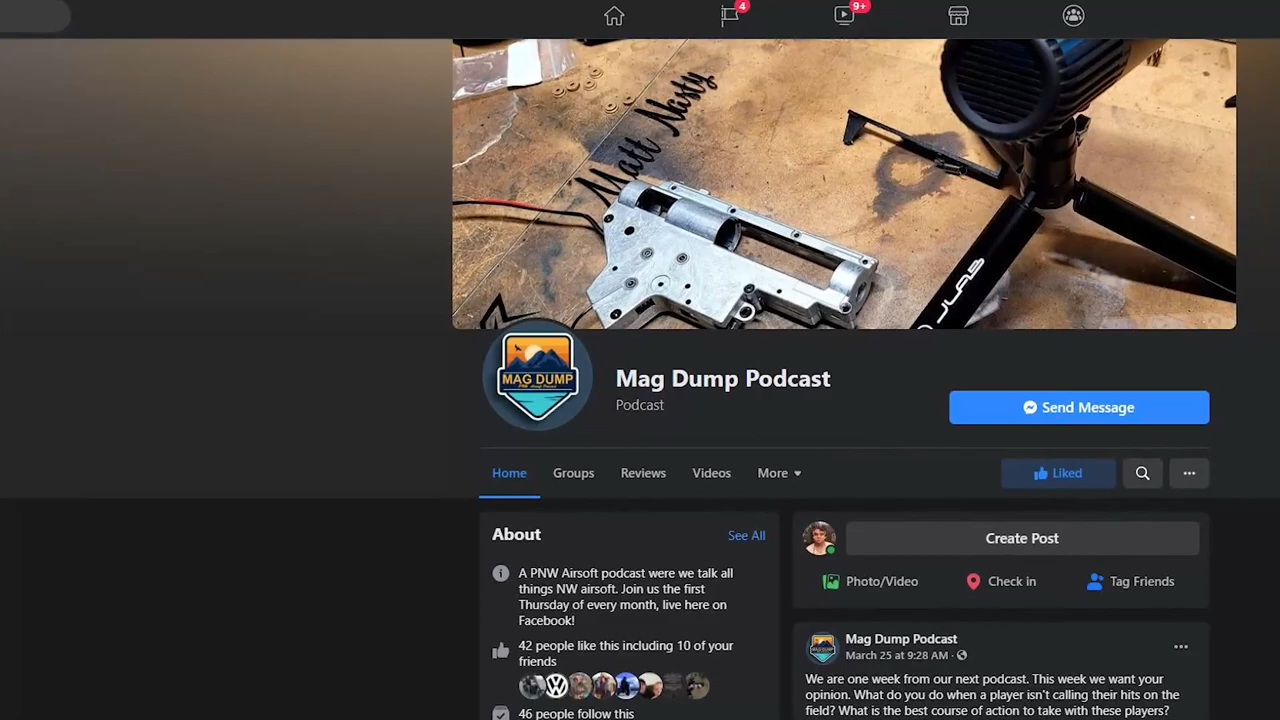 4
9+
Matt Nasty
JLAB
MAG DUMP
Mag Dump Podcast
Podcast
Send Message
Home
Groups
Reviews
Videos
More
Liked
About
See All
Create Post
A PNW Airsoft podcast were we talk all
things NW airsoft. Join us the first
Thursday of every month, live here on
Facebook!
Photo/Video
Check in
Tag Friends
42 people like this including 10 of your
friends
46 people follow this
Mag Dump Podcast
March 25 at 9:28 AM ·
We are one week from our next podcast. This week we want your
opinion. What do you do when a player isn't calling their hits on the
field? What is the best course of action to take with these players?